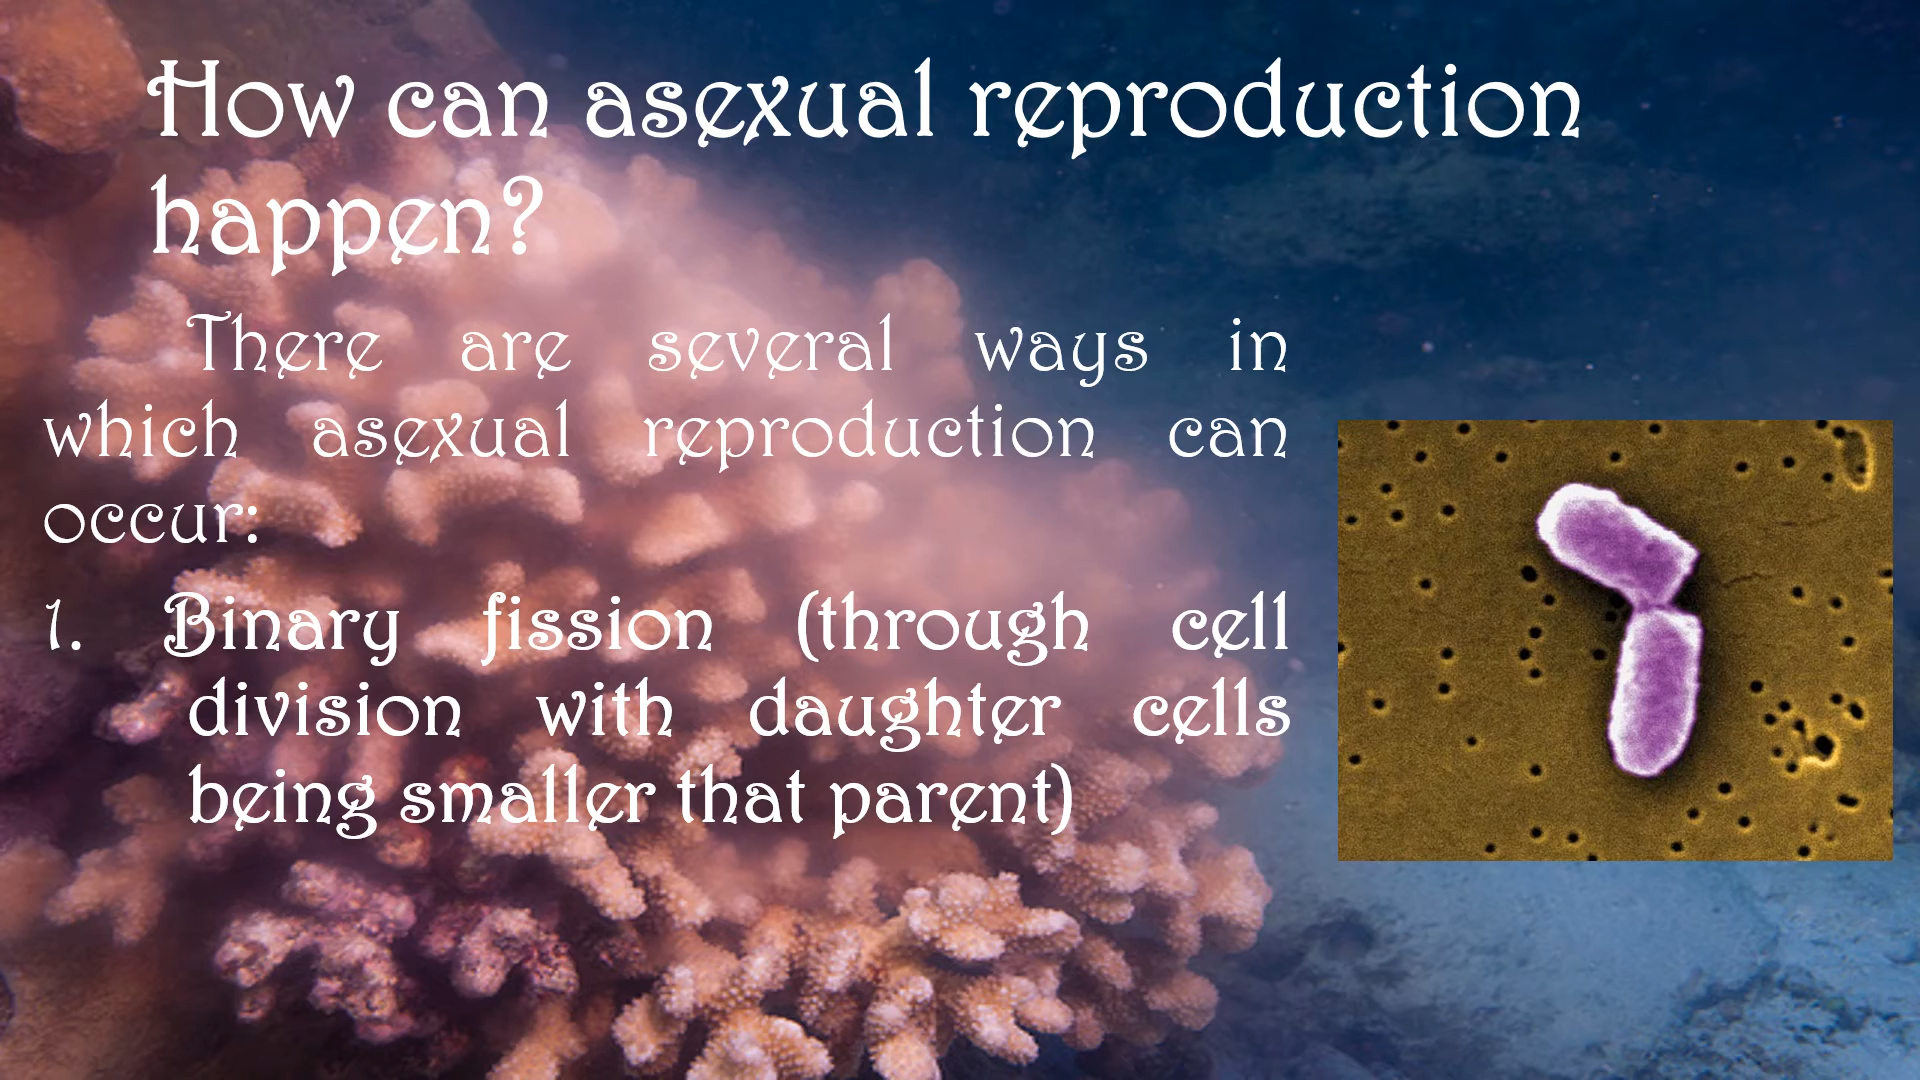 How can asexual reproduction
happen?
There are several ways in
which asexual reproduction can
occur:
1. Binary fission (through cell
division with daughter cells
being smaller that parent)